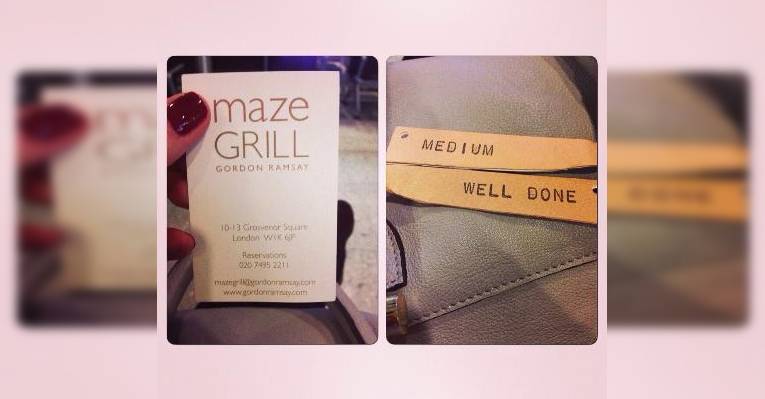 maze
GRILL
GORDON RAMSAY
10-13 Grosvenor Square
London W1K 6JP
Reservations
020 7495 2211
mazegrill@gordonramsay.com
www.gordonramsay.com
MEDIUM
WELL DONE